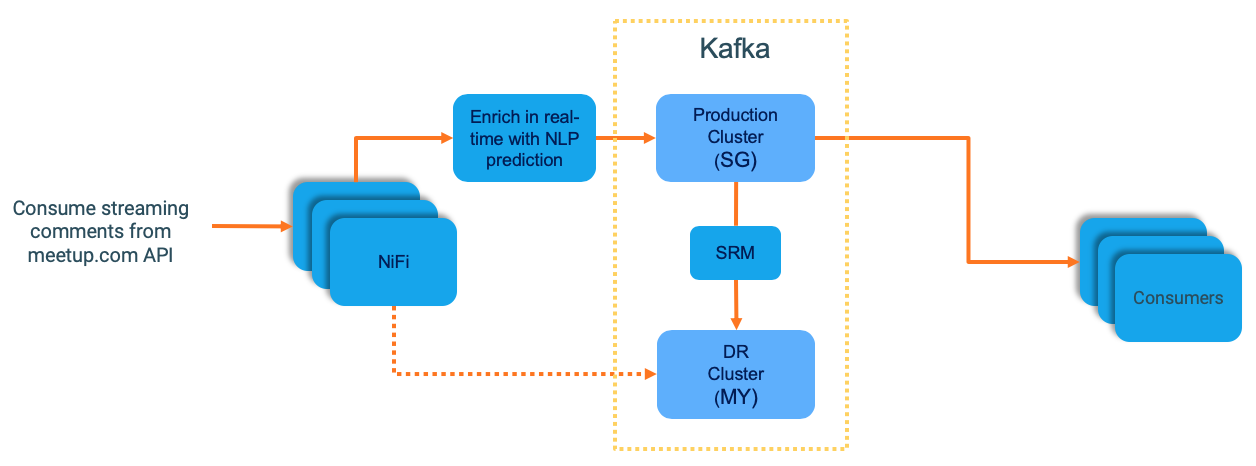 Kafka
Enrich in real-
time with NLP
prediction
Production
Cluster
(SG)
Consume streaming
comments from
meetup.com API
NiFi
SRM
Consumers
DR
Cluster
(MY)